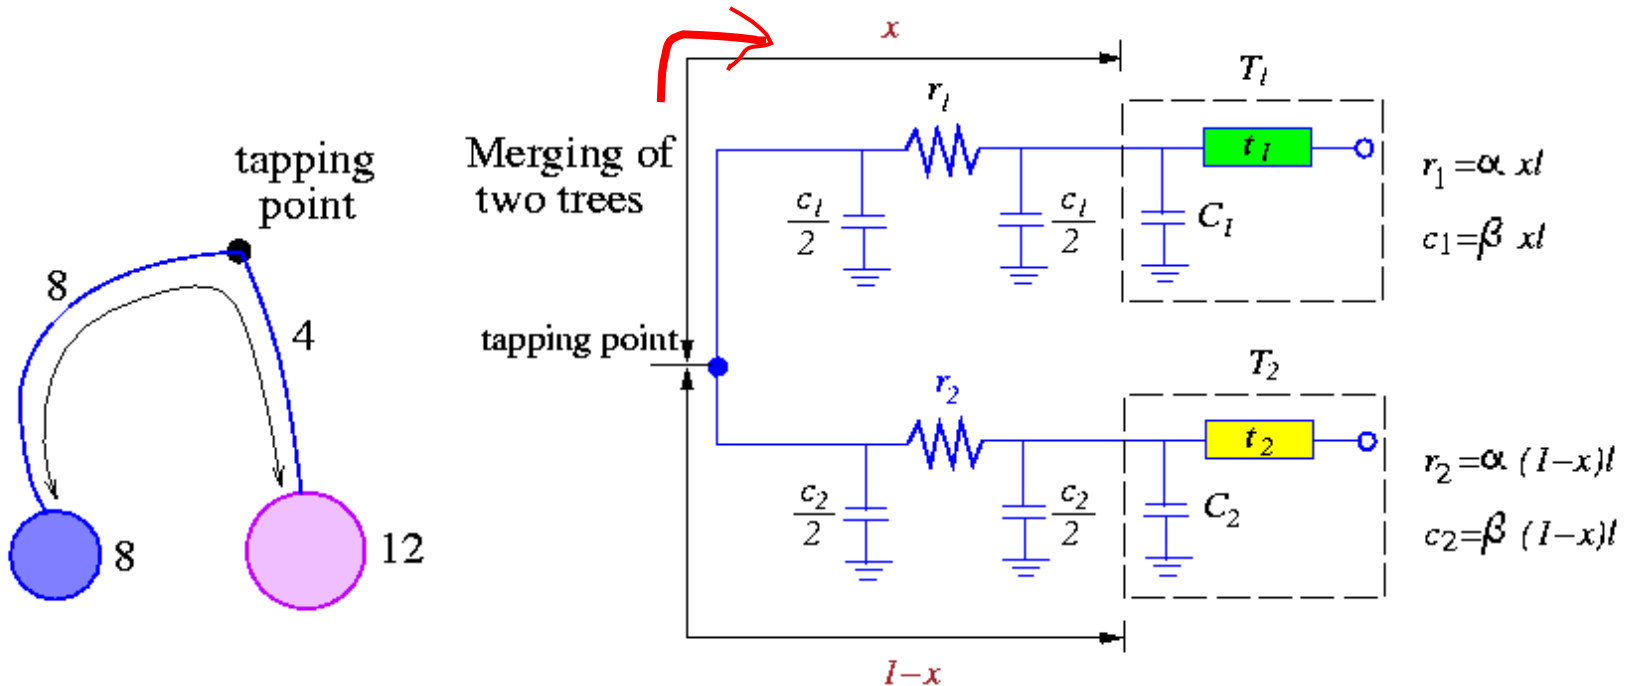 tapping
point
8
4
8
12
x
Merging of
two trees
r1
c1
2
c1
2
C1
T1
t1
r1=α xl
c1=β xl
tapping point
r2
c2
2
c2
2
C2
T2
t2
r2=α (1−x)l
c2=β (1−x)l
1−x